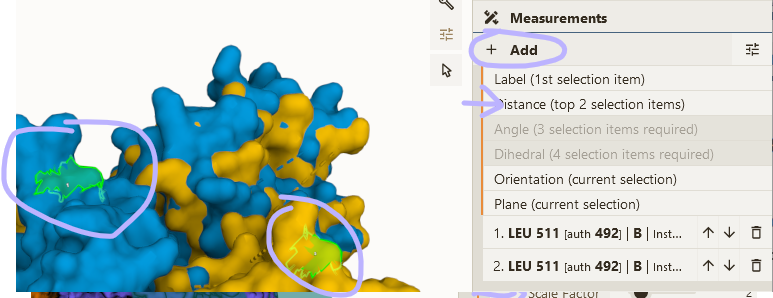 Measurements
+ Add
Label (1st selection item)
Distance (top 2 selection items)
Angle (3 selection items required)
Dihedral (4 selection items required)
Orientation (current selection)
Plane (current selection)
1. LEU 511 [auth 492] | B | Inst...
2. LEU 511 [auth 492] | B | Inst...
Scale Factor 2